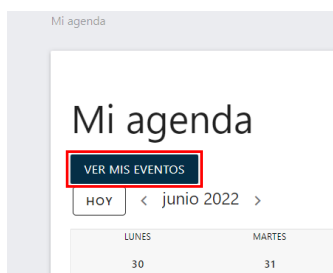 Mi agenda
Mi agenda
VER MIS EVENTOS
HOY < junio 2022 >
LUNES MARTES
30 31